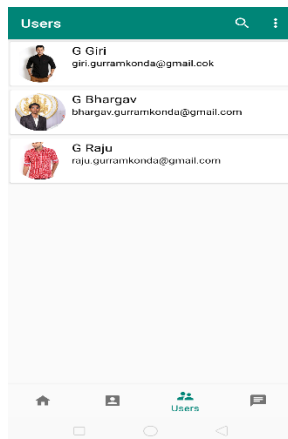 Users
G Giri
giri.gurramkonda@gmail.cok
G Bhargav
bhargav.gurramkonda@gmail.com
G Raju
raju.gurramkonda@gmail.com
Users